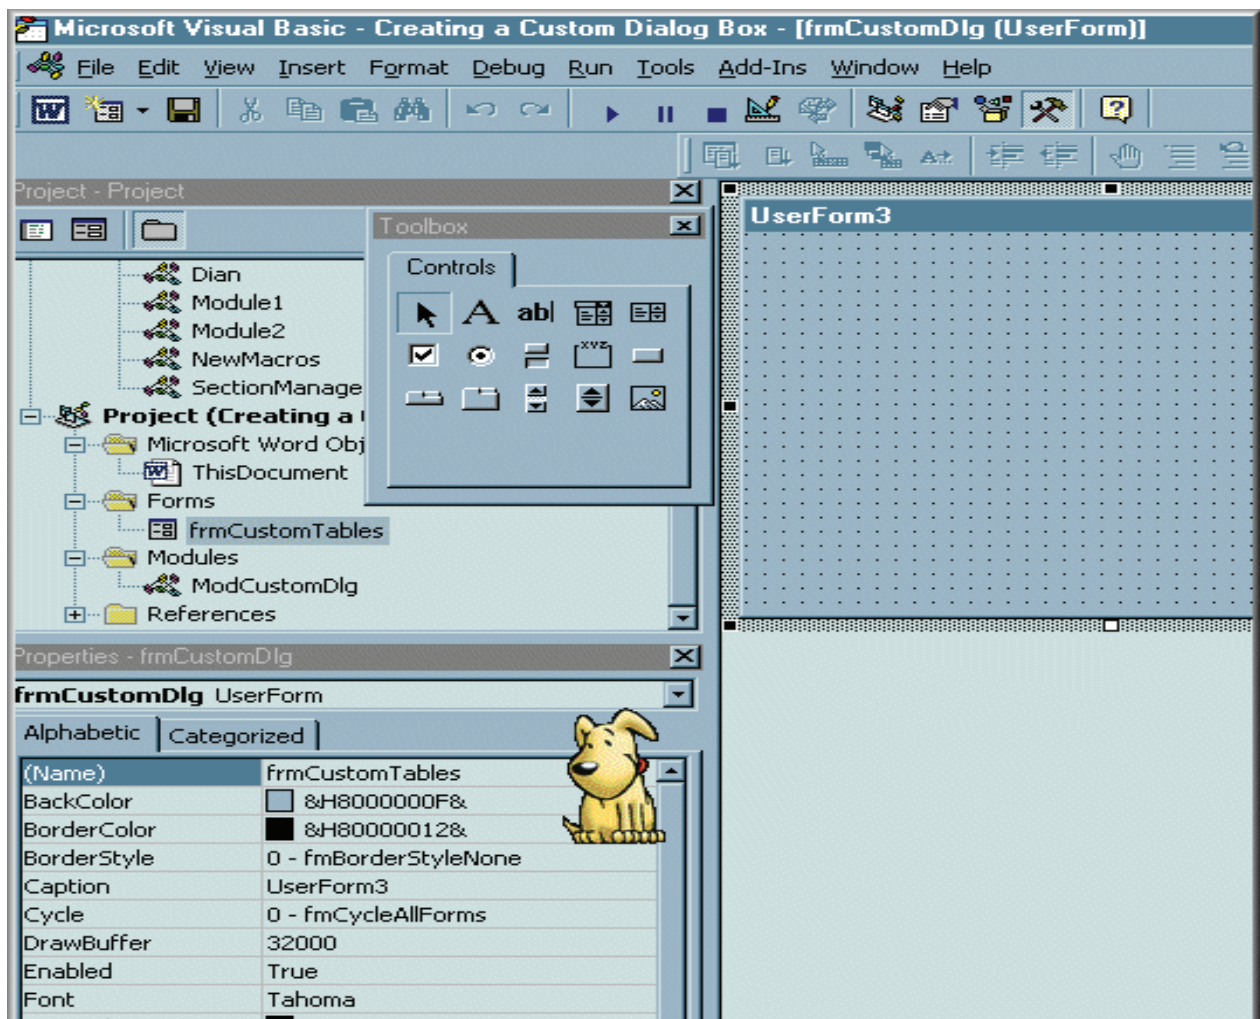 Microsoft Visual Basic - Creating a Custom Dialog Box - [frmCustomDlg (UserForm)]
File Edit View Insert Format Debug Run Tools Add-Ins Window Help
Project - Project
Toolbox
Controls
A abl
xyz
Dian
Module1
Module2
NewMacros
SectionManage
Project (Creating a
Microsoft Word Obj
ThisDocument
Forms
frmCustomTables
Modules
ModCustomDlg
References
UserForm3
Properties - frmCustomDlg
frmCustomDlg UserForm
Alphabetic Categorized
(Name) frmCustomTables
BackColor &H8000000F&
BorderColor &H80000012&
BorderStyle 0 - fmBorderStyleNone
Caption UserForm3
Cycle 0 - fmCycleAllForms
DrawBuffer 32000
Enabled True
Font Tahoma